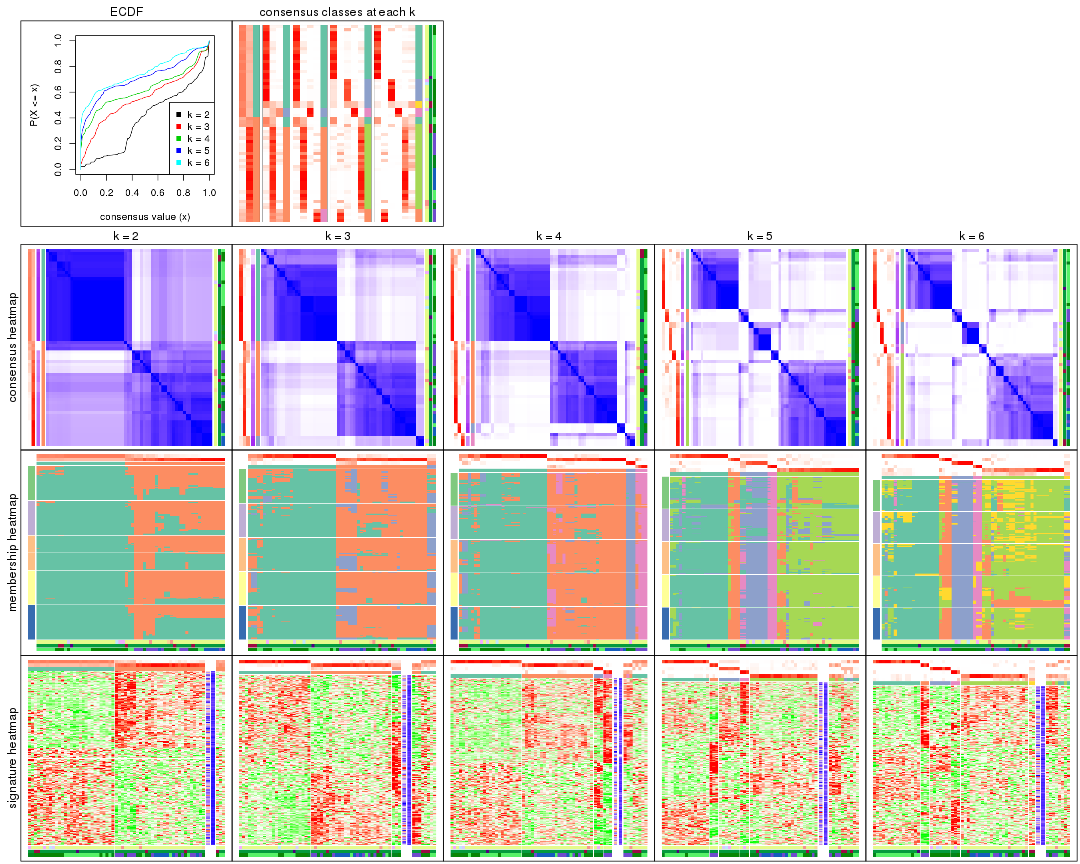 ECDF
consensus classes at each k
P(X <= x)
0.0 0.2 0.4 0.6 0.8 1.0
k = 2
k = 3
k = 4
k = 5
k = 6
0.0 0.2 0.4 0.6 0.8 1.0
consensus value (x)
k = 2 k = 3 k = 4 k = 5 k = 6
consensus heatmap
membership heatmap
signature heatmap